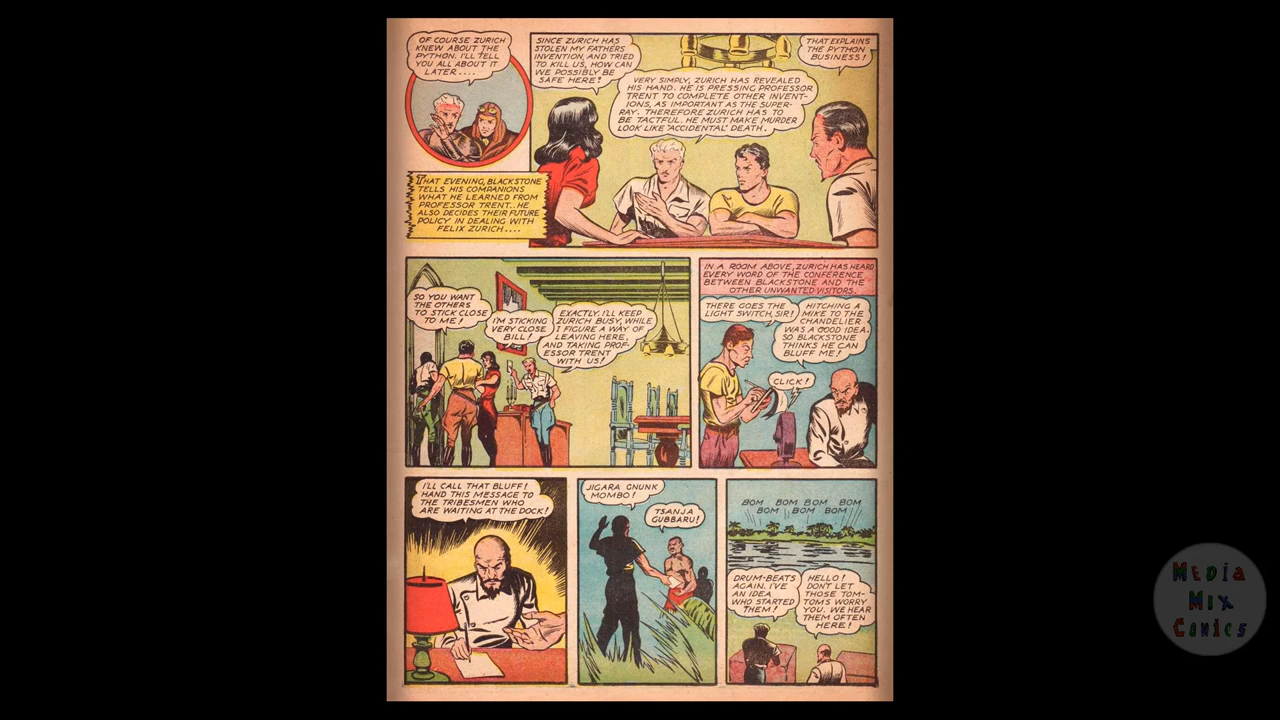 OF COURSE ZURICH
KNEW ABOUT THE
PYTHON. I'LL TELL
YOU ALL ABOUT IT
LATER....
SINCE ZURICH HAS
STOLEN MY FATHERS
INVENTION, AND TRIED
TO KILL US, HOW CAN
WE POSSIBLY BE
SAFE HERE?
VERY SIMPLY, ZURICH HAS REVEALED
HIS HAND. HE IS PRESSING PROFESSOR
TRENT TO COMPLETE OTHER INVENT-
IONS, AS IMPORTANT AS THE SUPER-
RAY. THEREFORE ZURICH HAS TO
BE TACTFUL. HE MUST MAKE MURDER
LOOK LIKE "ACCIDENTAL" DEATH.
THAT EXPLAINS
THE PYTHON
BUSINESS!
THAT EVENING, BLACKSTONE
TELLS HIS COMPANIONS
WHAT HE LEARNED FROM
PROFESSOR TRENT..HE
ALSO DECIDES THEIR FUTURE
POLICY IN DEALING WITH
FELIX ZURICH....
SO YOU WANT
THE OTHERS
TO STICK CLOSE
TO ME!
I'M STICKING
VERY CLOSE
BILL!
EXACTLY. I'LL KEEP
ZURICH BUSY, WHILE
I FIGURE A WAY OF
LEAVING HERE,
AND TAKING PROF-
ESSOR TRENT
WITH US!
IN A ROOM ABOVE, ZURICH HAS HEARD
EVERY WORD OF THE CONFERENCE
BETWEEN BLACKSTONE AND THE
OTHER UNWANTED VISITORS.
THERE GOES THE
LIGHT SWITCH, SIR!
HITCHING A
MIKE TO THE
CHANDELIER
WAS A GOOD IDEA.
SO BLACKSTONE
THINKS HE CAN
BLUFF ME!
CLICK!
I'LL CALL THAT BLUFF!
HAND THIS MESSAGE TO
THE TRIBESMEN WHO
ARE WAITING AT THE DOCK!
JIGARA GNUNK
MOMBO!
TSANJA
GUBBARU!
BOM BOM BOM BOM
BOM BOM BOM
DRUM-BEATS
AGAIN. I'VE
AN IDEA
WHO STARTED
THEM!
HELLO!
DON'T LET
THOSE TOM-
TOMS WORRY
YOU. WE HEAR
THEM OFTEN
HERE!
Media
Mix
Comics